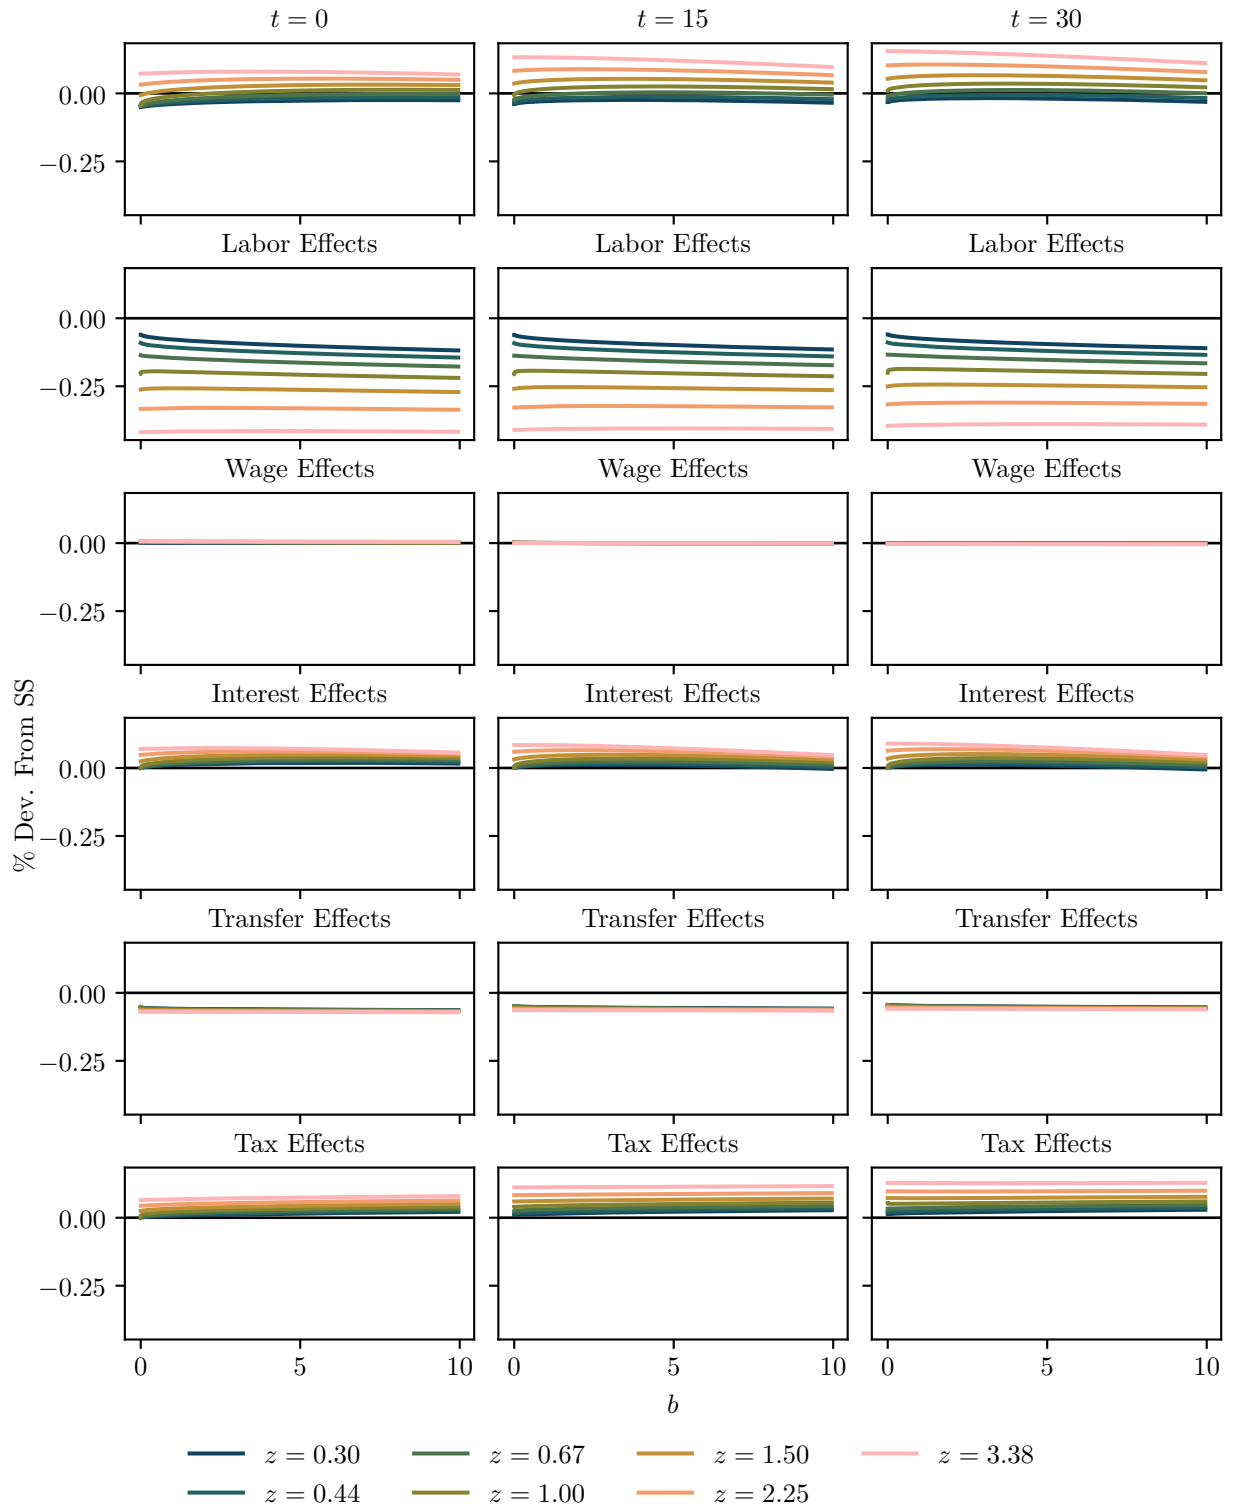 t = 0 t = 15 t = 30
0.00
−0.25
Labor Effects Labor Effects Labor Effects
0.00
−0.25
Wage Effects Wage Effects Wage Effects
0.00
−0.25
Interest Effects Interest Effects Interest Effects
0.00
−0.25
% Dev. From SS
Transfer Effects Transfer Effects Transfer Effects
0.00
−0.25
Tax Effects Tax Effects Tax Effects
0.00
−0.25
0 5 10 0 5 10 0 5 10
b
z = 0.30 z = 0.67 z = 1.50 z = 3.38
z = 0.44 z = 1.00 z = 2.25